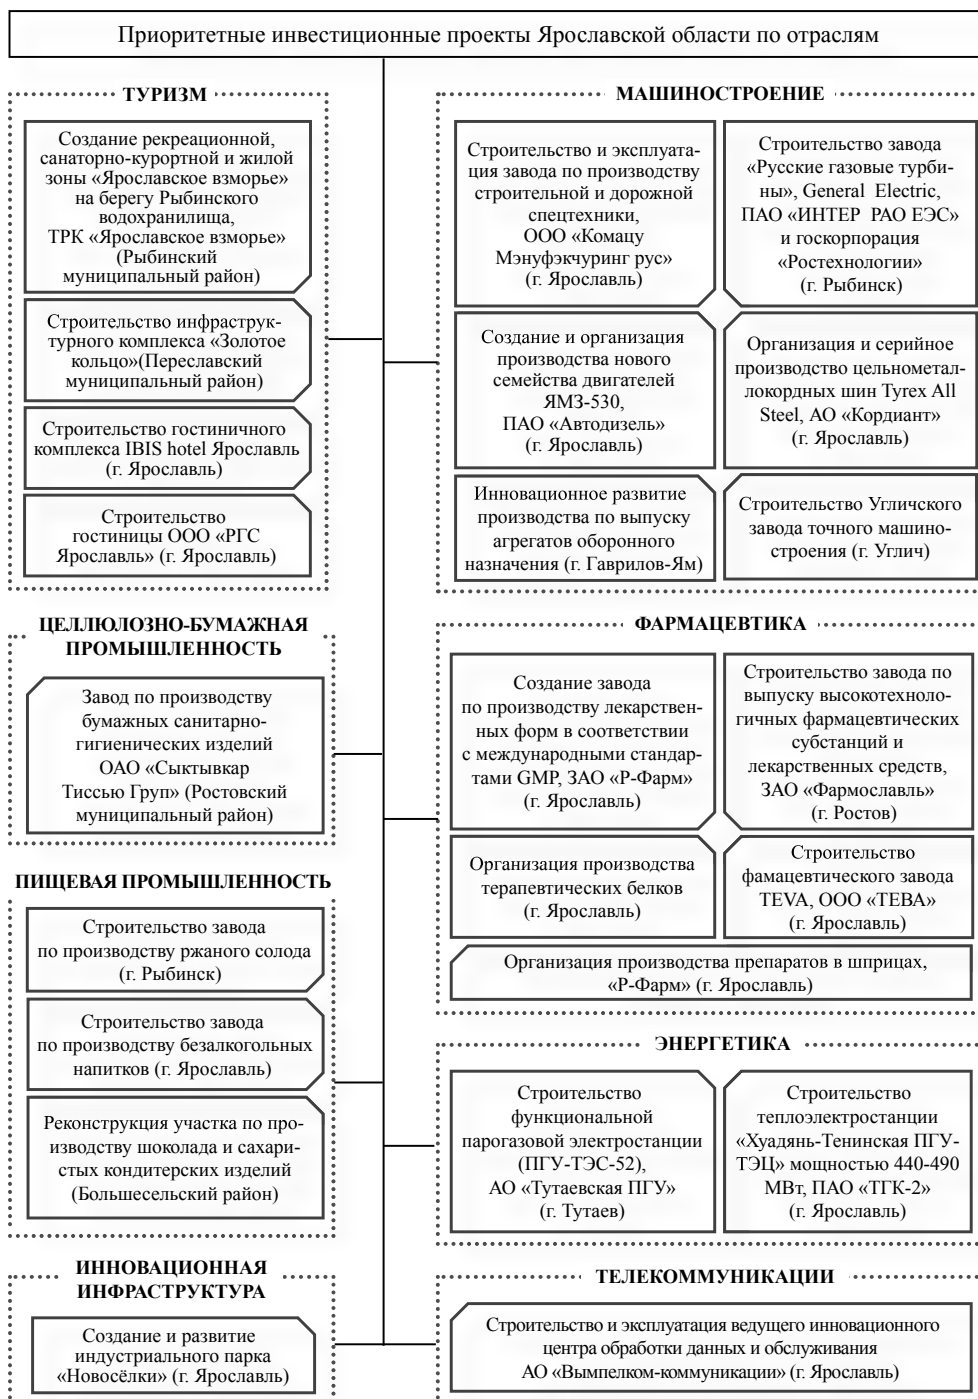 Приоритетные инвестиционные проекты Ярославской области по отраслям
ТУРИЗМ
Создание рекреационной,
санаторно-курортной и жилой
зоны «Ярославское взморье»
на берегу Рыбинского
водохранилища,
ТРК «Ярославское взморье»
(Рыбинский
муниципальный район)
Строительство инфраструк-
турного комплекса «Золотое
кольцо»(Переславский
муниципальный район)
Строительство гостиничного
комплекса IBIS hotel Ярославль
(г. Ярославль)
Строительство
гостиницы ООО «РГС
Ярославль» (г. Ярославль)
ЦЕЛЛЮЛОЗНО-БУМАЖНАЯ
ПРОМЫШЛЕННОСТЬ
Завод по производству
бумажных санитарно-
гигиенических изделий
ОАО «Сыктывкар
Тиссью Груп» (Ростовский
муниципальный район)
ПИЩЕВАЯ ПРОМЫШЛЕННОСТЬ
Строительство завода
по производству ржаного солода
(г. Рыбинск)
Строительство завода
по производству безалкогольных
напитков (г. Ярославль)
Реконструкция участка по про-
изводству шоколада и сахари-
стых кондитерских изделий
(Большесельский район)
ИННОВАЦИОННАЯ
ИНФРАСТРУКТУРА
Создание и развитие
индустриального парка
«Новосёлки» (г. Ярославль)
МАШИНОСТРОЕНИЕ
Строительство и эксплуата-
ция завода по производству
строительной и дорожной
спецтехники,
ООО «Комацу
Мэнуфэкчуринг рус»
(г. Ярославль)
Строительство завода
«Русские газовые турби-
ны», General Electric,
ПАО «ИНТЕР РАО ЕЭС»
и госкорпорация
«Ростехнологии»
(г. Рыбинск)
Создание и организация
производства нового
семейства двигателей
ЯМЗ-530,
ПАО «Автодизель»
(г. Ярославль)
Организация и серийное
производство цельнометал-
локордных шин Tyrex All
Steel, АО «Кордиант»
(г. Ярославль)
Инновационное развитие
производства по выпуску
агрегатов оборонного
назначения (г. Гаврилов-Ям)
Строительство Угличского
завода точного машино-
строения (г. Углич)
ФАРМАЦЕВТИКА
Создание завода
по производству лекарствен-
ных форм в соответствии
с международными стандар-
тами GMP, ЗАО «Р-Фарм»
(г. Ярославль)
Строительство завода по
выпуску высокотехноло-
гичных фармацевтических
субстанций и
лекарственных средств,
ЗАО «Фармославль»
(г. Ростов)
Организация производства
терапевтических белков
(г. Ярославль)
Строительство
фамацевтического завода
TEVA, ООО «ТЕВА»
(г. Ярославль)
Организация производства препаратов в шприцах,
«Р-Фарм» (г. Ярославль)
ЭНЕРГЕТИКА
Строительство
функциональной
парогазовой электростанции
(ПГУ-ТЭС-52),
АО «Тутаевская ПГУ»
(г. Тутаев)
Строительство
теплоэлектростанции
«Хуадянь-Тенинская ПГУ-
ТЭЦ» мощностью 440-490
МВт, ПАО «ТГК-2»
(г. Ярославль)
ТЕЛЕКОММУНИКАЦИИ
Строительство и эксплуатация ведущего инновационного
центра обработки данных и обслуживания
АО «Вымпелком-коммуникации» (г. Ярославль)